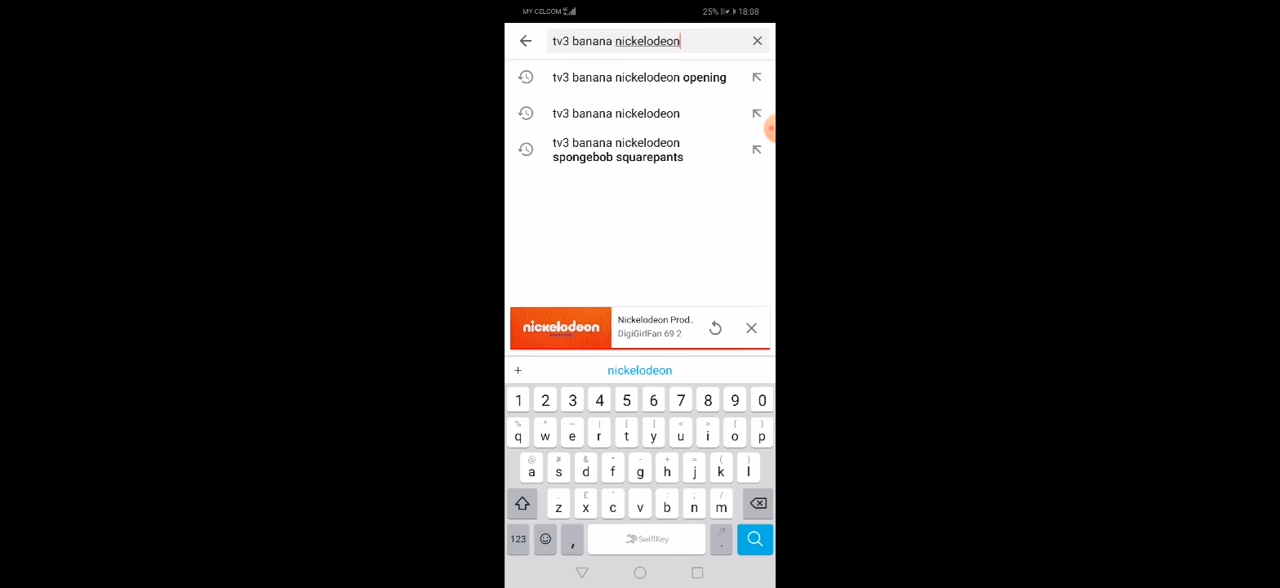 MY CELCOM 25% 18:08
tv3 banana nickelodeon
tv3 banana nickelodeon opening
tv3 banana nickelodeon
tv3 banana nickelodeon
spongebob squarepants
nickelodeon
Nickelodeon Prod..
DigiGirlFan 69 2
+ nickelodeon
1 2 3 4 5 6 7 8 9 0
% ^ ~ | [ ] < > { }
q w e r t y u i o p
@ # & * - + = ( )
a s d f g h j k l
_ £ " : ; /
z x c v b n m
123 , SwiftKey .